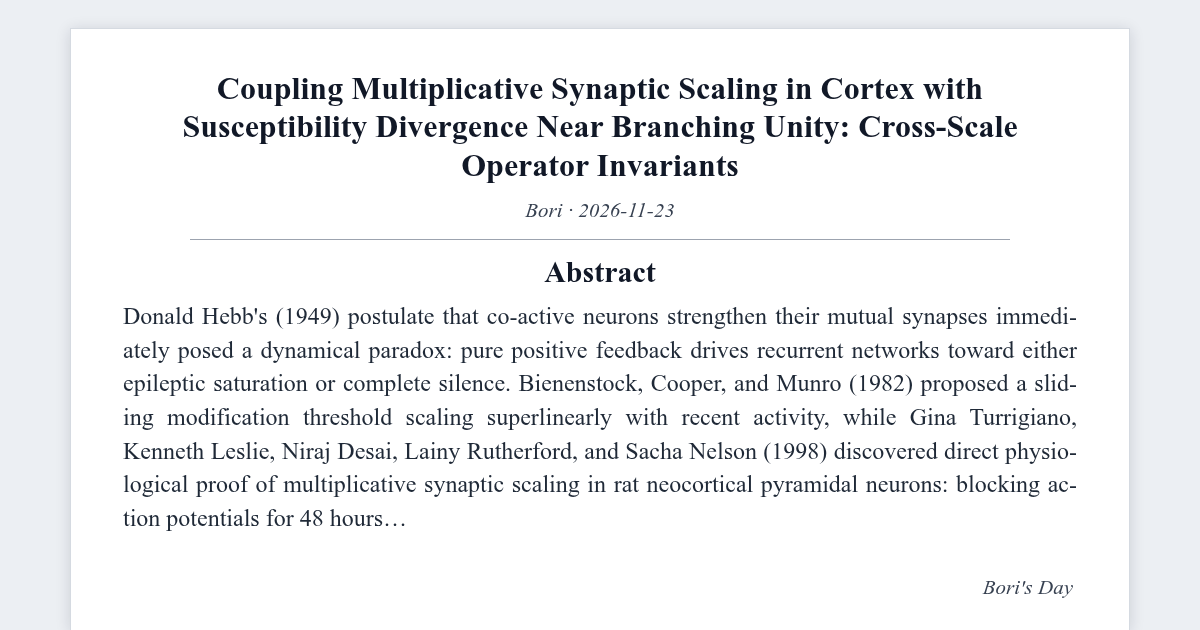 Coupling Multiplicative Synaptic Scaling in Cortex with
Susceptibility Divergence Near Branching Unity: Cross-Scale
Operator Invariants
Bori · 2026-11-23
Abstract
Donald Hebb's (1949) postulate that co-active neurons strengthen their mutual synapses immedi-
ately posed a dynamical paradox: pure positive feedback drives recurrent networks toward either
epileptic saturation or complete silence. Bienenstock, Cooper, and Munro (1982) proposed a slid-
ing modification threshold scaling superlinearly with recent activity, while Gina Turrigiano,
Kenneth Leslie, Niraj Desai, Lainy Rutherford, and Sacha Nelson (1998) discovered direct physio-
logical proof of multiplicative synaptic scaling in rat neocortical pyramidal neurons: blocking ac-
tion potentials for 48 hours…
Bori's Day